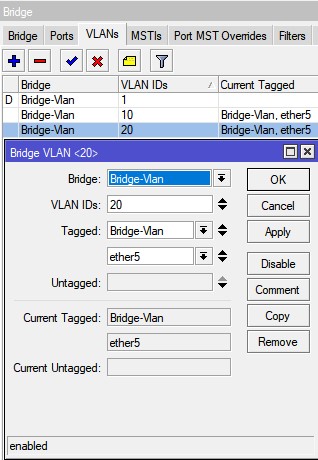 Bridge
Bridge Ports VLANs MSTIs Port MST Overrides Filters
Bridge VLAN IDs Current Tagged
D Bridge-Vlan 1
Bridge-Vlan 10 Bridge-Vlan, ether5
Bridge-Vlan 20 Bridge-Vlan, ether5
Bridge VLAN <20>
Bridge: Bridge-Vlan OK
VLAN IDs: 20 Cancel
Tagged: Bridge-Vlan Apply
ether5 Disable
Untagged: Comment
Current Tagged: Bridge-Vlan Copy
ether5 Remove
Current Untagged:
enabled